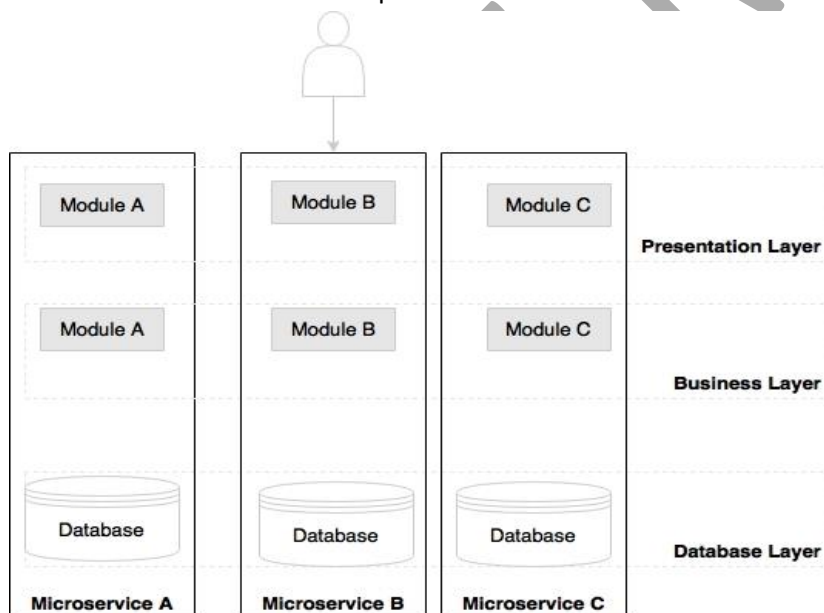 Module A Module B Module C
Presentation Layer
Module A Module B Module C
Business Layer
Database Database Database
Database Layer
Microservice A Microservice B Microservice C